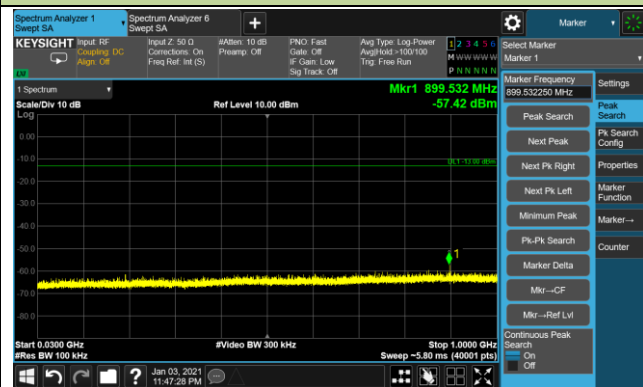 Spectrum Analyzer 1
Swept SA
Spectrum Analyzer 6
Swept SA
+
Marker
KEYSIGHT
Input: RF
Coupling: DC
Align: Off
Input Z: 50 Ω
Corrections: On
Freq Ref: Int (S)
#Atten: 10 dB
Preamp: Off
PNO: Fast
Gate: Off
IF Gain: Low
Sig Track: Off
Avg Type: Log-Power
Avg|Hold:>100/100
Trig: Free Run
1 2 3 4 5 6
M W W W W W
P N N N N N
LXI
Select Marker
Marker 1
1 Spectrum
Scale/Div 10 dB
Log
Ref Level 10.00 dBm
Mkr1 899.532 MHz
-57.42 dBm
0.00
-10.0
DL1 -13.00 dBm
-20.0
-30.0
-40.0
-50.0
1
-60.0
-70.0
-80.0
Start 0.0300 GHz
#Res BW 100 kHz
#Video BW 300 kHz
Stop 1.0000 GHz
Sweep ~5.80 ms (40001 pts)
Marker Frequency
899.532250 MHz
Peak Search
Next Peak
Next Pk Right
Next Pk Left
Minimum Peak
Pk-Pk Search
Marker Delta
Mkr→CF
Mkr→Ref Lvl
Continuous Peak
Search
On
Off
Settings
Peak
Search
Pk Search
Config
Properties
Marker
Function
Marker→
Counter
?
Jan 03, 2021
11:47:28 PM